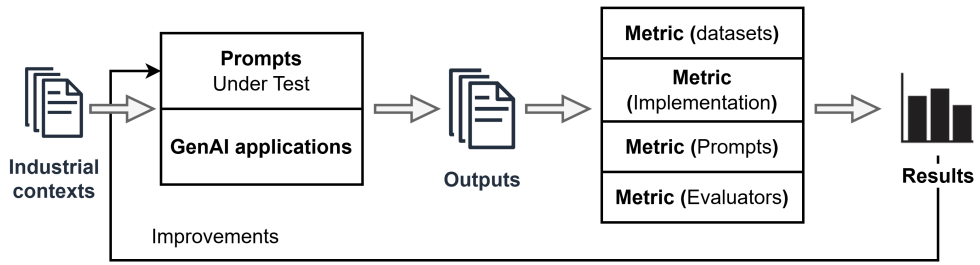 Industrial
contexts
Prompts
Under Test
GenAI applications
Outputs
Metric (datasets)
Metric
(Implementation)
Metric (Prompts)
Metric (Evaluators)
Results
Improvements